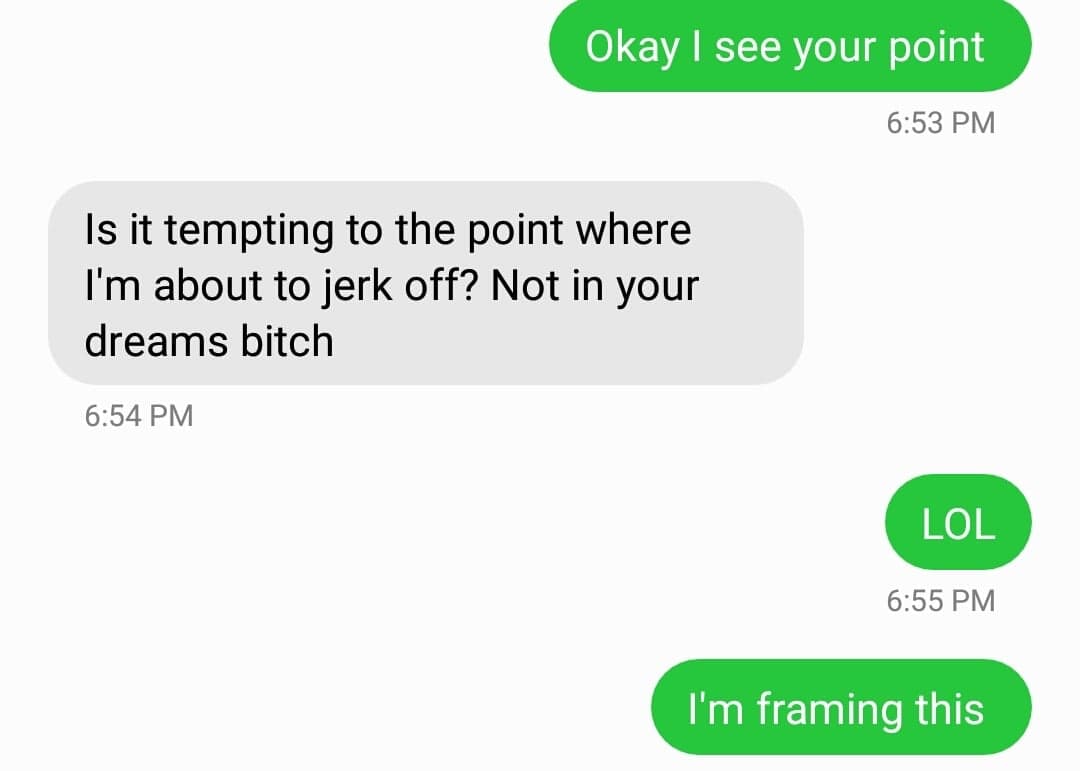 Okay I see your point
6:53 PM
Is it tempting to the point where
I'm about to jerk off? Not in your
dreams bitch
6:54 PM
LOL
6:55 PM
I'm framing this